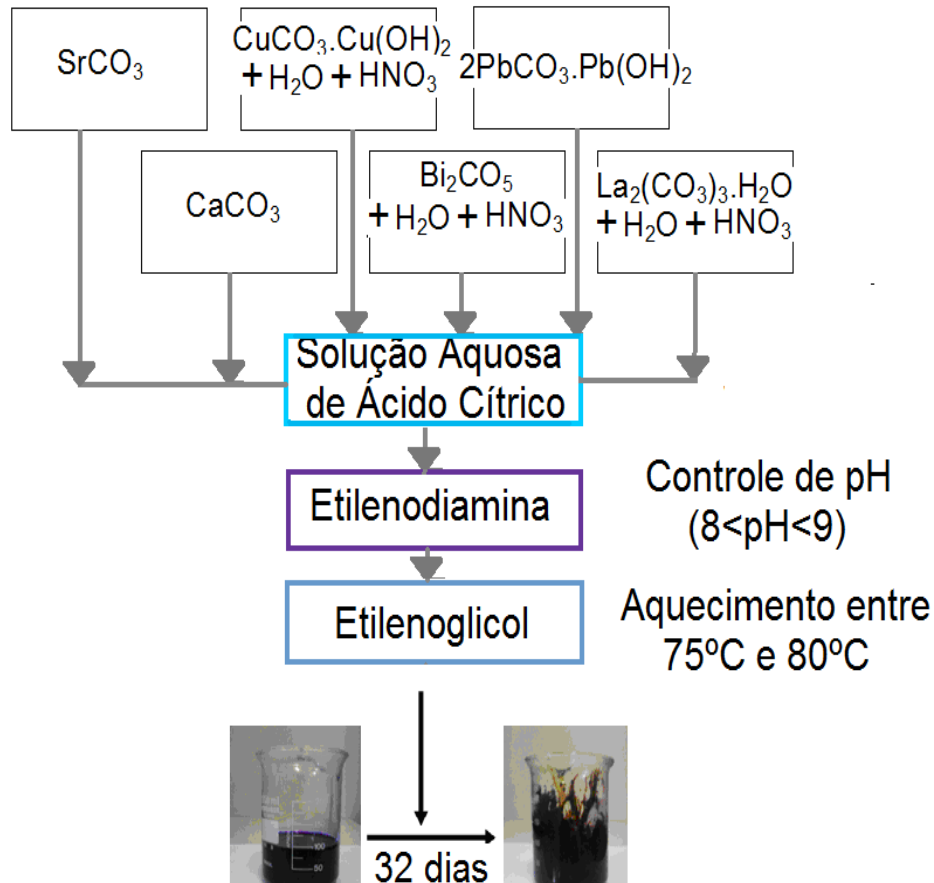 SrCO₃
CuCO₃.Cu(OH)₂
+ H₂O + HNO₃
2PbCO₃.Pb(OH)₂
CaCO₃
Bi₂CO₅
+ H₂O + HNO₃
La₂(CO₃)₃.H₂O
+ H₂O + HNO₃
Solução Aquosa
de Ácido Cítrico
Etilenodiamina
Controle de pH
(8<pH<9)
Etilenoglicol
Aquecimento entre
75ºC e 80ºC
100
50
32 dias